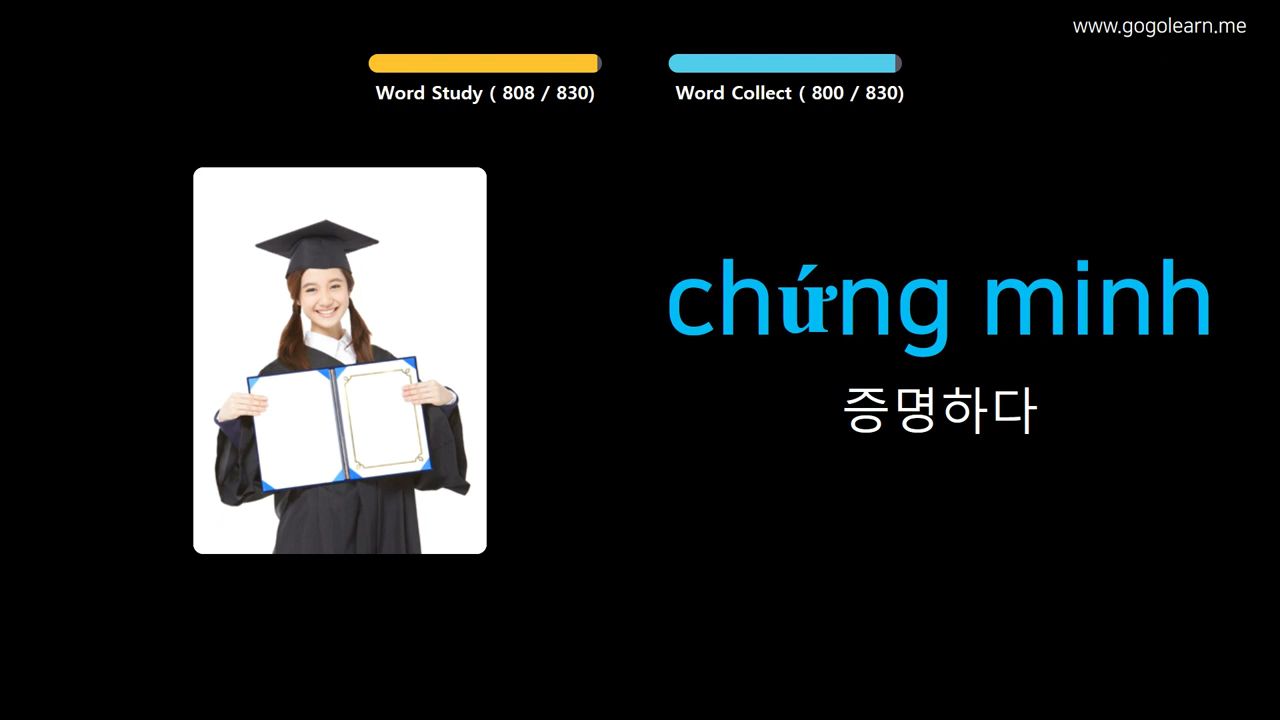 www.gogolearn.me
Word Study ( 808 / 830)
Word Collect ( 800 / 830)
chứng minh
증명하다